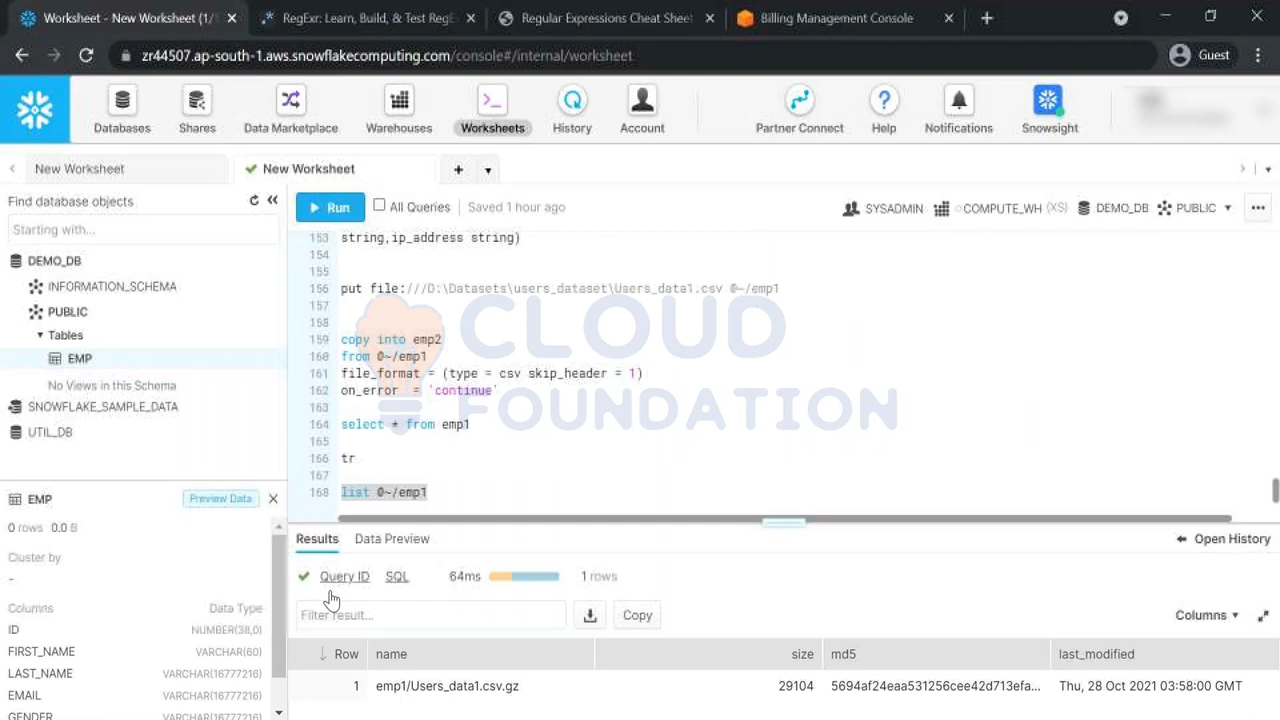 Worksheet - New Worksheet (1/
RegExr: Learn, Build, & Test RegE
Regular Expressions Cheat Sheet
Billing Management Console
zr44507.ap-south-1.aws.snowflakecomputing.com/console#/internal/worksheet
Guest
Databases
Shares
Data Marketplace
Warehouses
Worksheets
History
Account
Partner Connect
Help
Notifications
Snowsight
New Worksheet
New Worksheet
Find database objects
Starting with...
DEMO_DB
INFORMATION_SCHEMA
PUBLIC
Tables
EMP
No Views in this Schema
SNOWFLAKE_SAMPLE_DATA
UTIL_DB
Run
All Queries
Saved 1 hour ago
SYSADMIN
COMPUTE_WH (XS)
DEMO_DB
PUBLIC
153 string,ip_address string)
154
155
156 put file:///D:\Datasets\users_dataset\Users_data1.csv @~/emp1
157
158
159 copy into emp2
160 from @~/emp1
161 file_format = (type = csv skip_header = 1)
162 on_error = 'continue'
163
164 select * from emp1
165
166 tr
167
168 list @~/emp1
CLOUD
FOUNDATION
EMP
Preview Data
0 rows 0.0 B
Cluster by
-
Columns Data Type
ID NUMBER(38,0)
FIRST_NAME VARCHAR(60)
LAST_NAME VARCHAR(16777216)
EMAIL VARCHAR(16777216)
GENDER VARCHAR(16777216)
Results
Data Preview
Open History
Query ID
SQL
64ms
1 rows
Filter result...
Copy
Columns
Row name size md5 last_modified
1 emp1/Users_data1.csv.gz 29104 5694af24eaa531256cee42d713efa... Thu, 28 Oct 2021 03:58:00 GMT